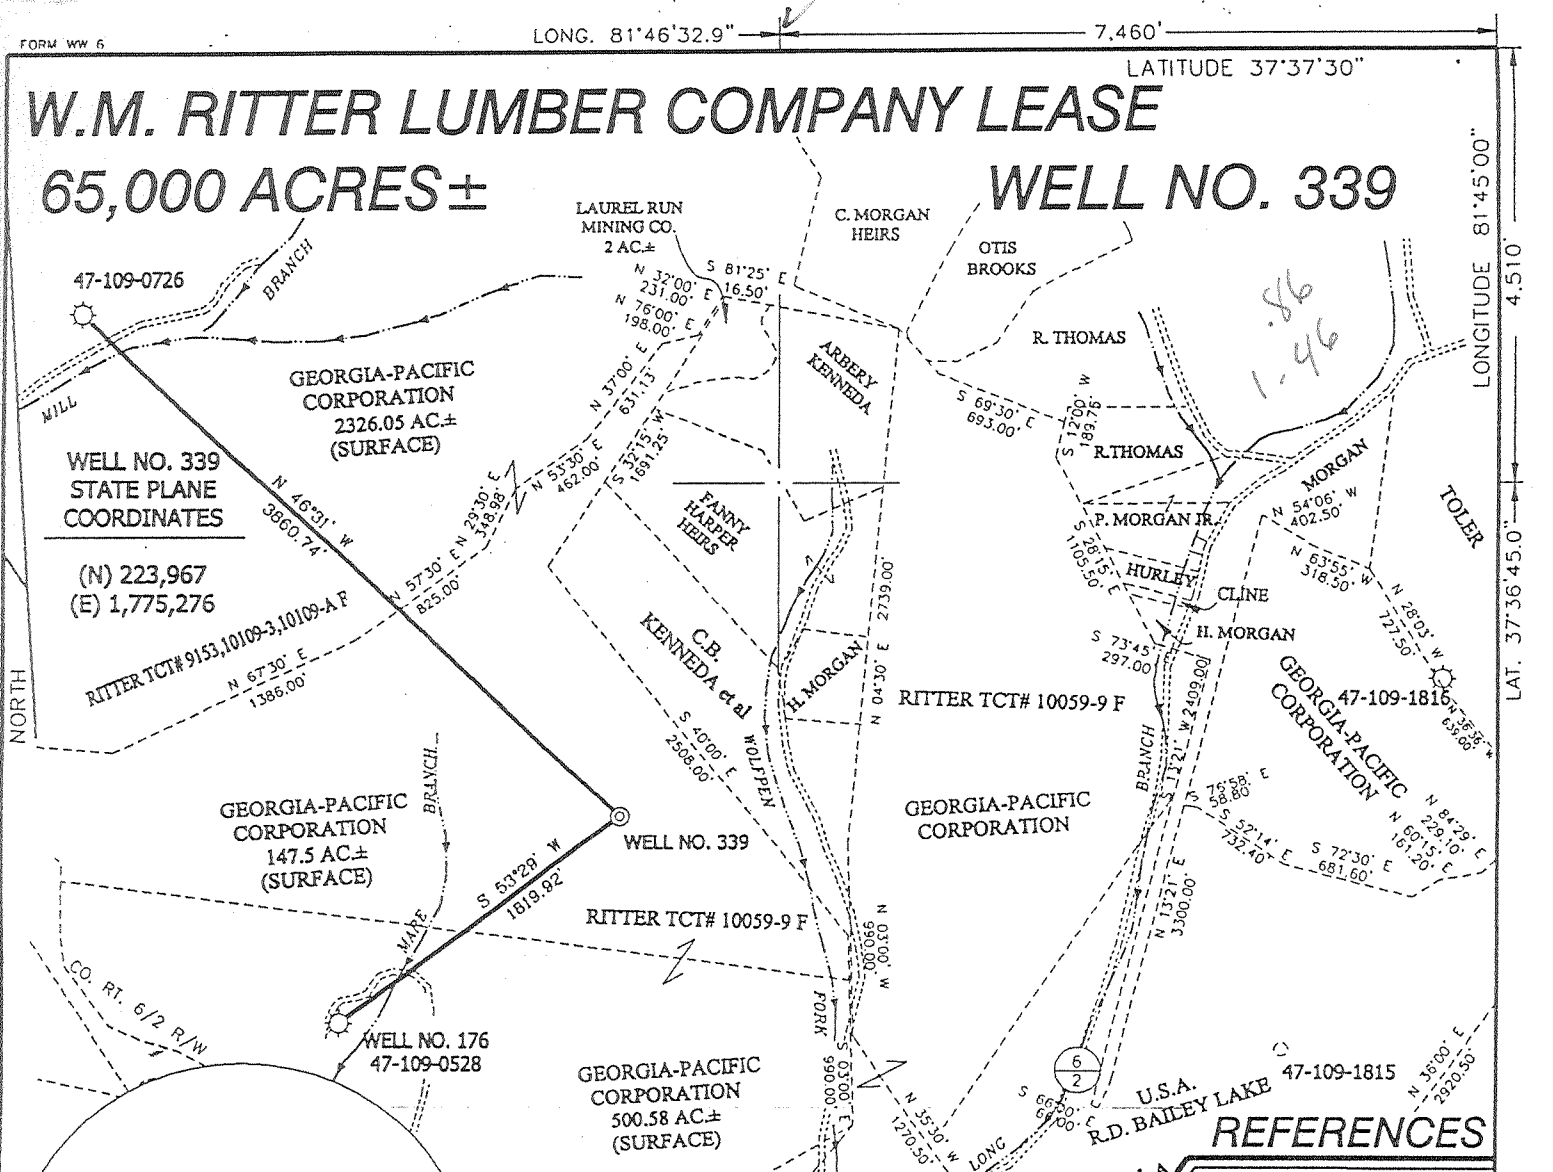 FORM WW 6
LONG. 81°46'32.9"
7,460'
LATITUDE 37°37'30"
W.M. RITTER LUMBER COMPANY LEASE
65,000 ACRES±
WELL NO. 339
LONGITUDE 81°45'00"
4,510'
LAT. 37°36'45.0"
47-109-0726
BRANCH
MILL
LAUREL RUN
MINING CO.
2 AC.±
C. MORGAN
HEIRS
OTIS
BROOKS
S 81°25' E
16.50'
N 32°00' E
231.00'
N 76°00' E
198.00'
N 37°00' E
631.13'
R. THOMAS
.86
1.46
GEORGIA-PACIFIC
CORPORATION
2326.05 AC.±
(SURFACE)
ARBERY
KENNEDA
S 69°30' E
693.00'
S 12°00' W
189.75'
R.THOMAS
MORGAN
TOLER
WELL NO. 339
STATE PLANE
COORDINATES
(N) 223,967
(E) 1,775,276
N 46°31' W
3860.74'
N 53°30' E
462.00'
S 32°15' W
1691.25
N 29°30' E
348.98'
N 57°30' E
825.00'
FANNY
HARPER
HEIRS
P. MORGAN JR.
N 54°06' W
402.50'
S 28°15' E
1105.50'
HURLEY
CLINE
H. MORGAN
N 63°55' W
318.50'
N 28°03' W
727.50'
RITTER TCT# 9153,10109-3,10109-A F
N 67°30' E
1386.00'
NORTH
C.B.
KENNEDA et al
H. MORGAN
N 04°30' E 2739.00'
S 73°45'
297.00'
RITTER TCT# 10059-9 F
GEORGIA-PACIFIC
CORPORATION
47-109-1816
N 36°36' W
639.00'
S 40°00' E
2508.00'
WOLFPEN
BRANCH
S 13°21' W 2409.00'
BRANCH
GEORGIA-PACIFIC
CORPORATION
147.5 AC.±
(SURFACE)
WELL NO. 339
GEORGIA-PACIFIC
CORPORATION
76°58' E
58.80'
S 52°14' E
732.40'
S 72°30' E
681.60'
N 84°29' E
229.10'
N 60°15' E
161.20'
S 53°29' W
1819.92'
MARE
RITTER TCT# 10059-9 F
N 03°00' W
990.00'
N 13°21' E
3300.00'
CO. RT. 6/2 R/W
WELL NO. 176
47-109-0528
FORK
S 03°00' E
990.00'
GEORGIA-PACIFIC
CORPORATION
500.58 AC.±
(SURFACE)
N 35°30' W
1270.50'
6
2
S 66°50' E
66.00'
LONG
U.S.A.
R.D. BAILEY LAKE
47-109-1815
N 36°00' E
2920.50'
REFERENCES